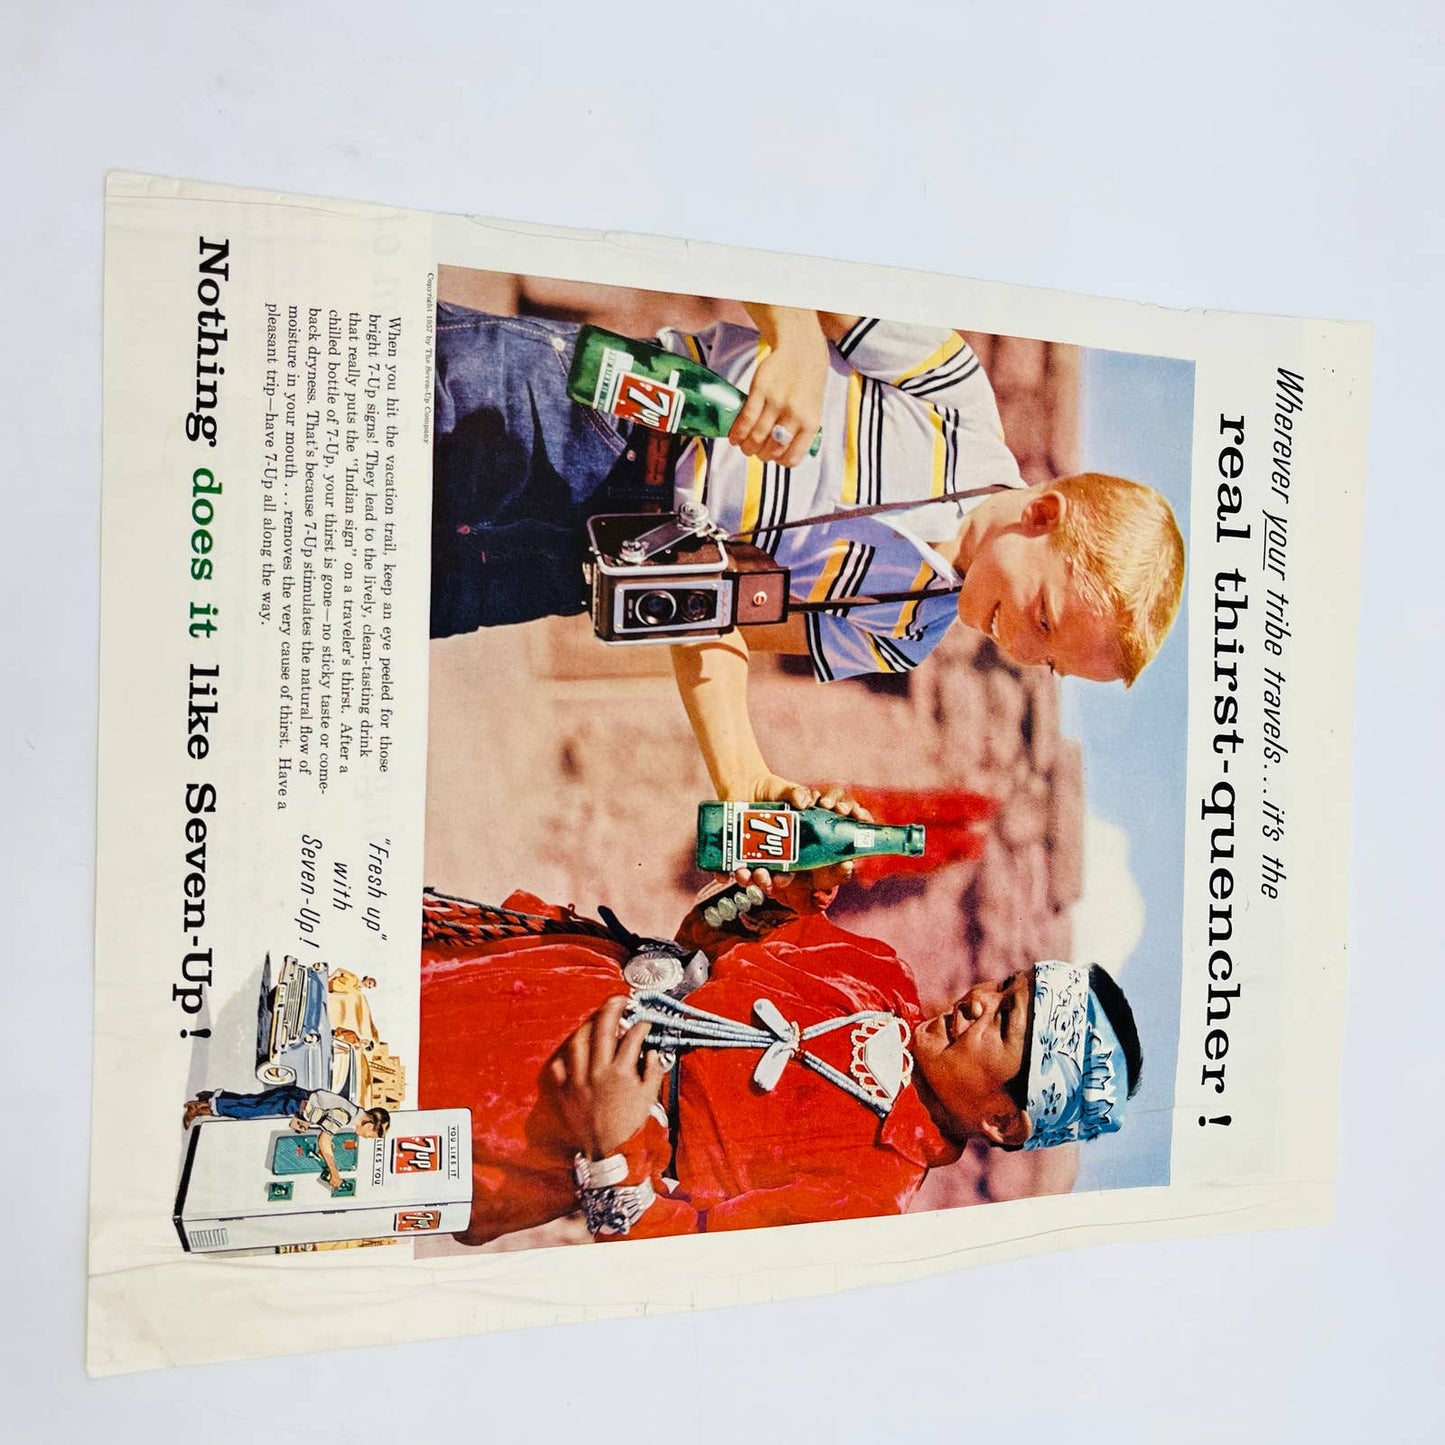 Wherever your tribe travels...it's the
real thirst-quencher!
7up
7up
Copyright 1957 by The Seven-Up Company
When you hit the vacation trail, keep an eye peeled for those
bright 7-Up signs! They lead to the lively, clean-tasting drink
that really puts the "Indian sign" on a traveler's thirst. After a
chilled bottle of 7-Up, your thirst is gone—no sticky taste or come-
back dryness. That's because 7-Up stimulates the natural flow of
moisture in your mouth...removes the very cause of thirst. Have a
pleasant trip—have 7-Up all along the way.
"Fresh up"
with
Seven-Up!
YOU LIKE IT
7up
LIKES YOU
7up
Nothing does it like Seven-Up!